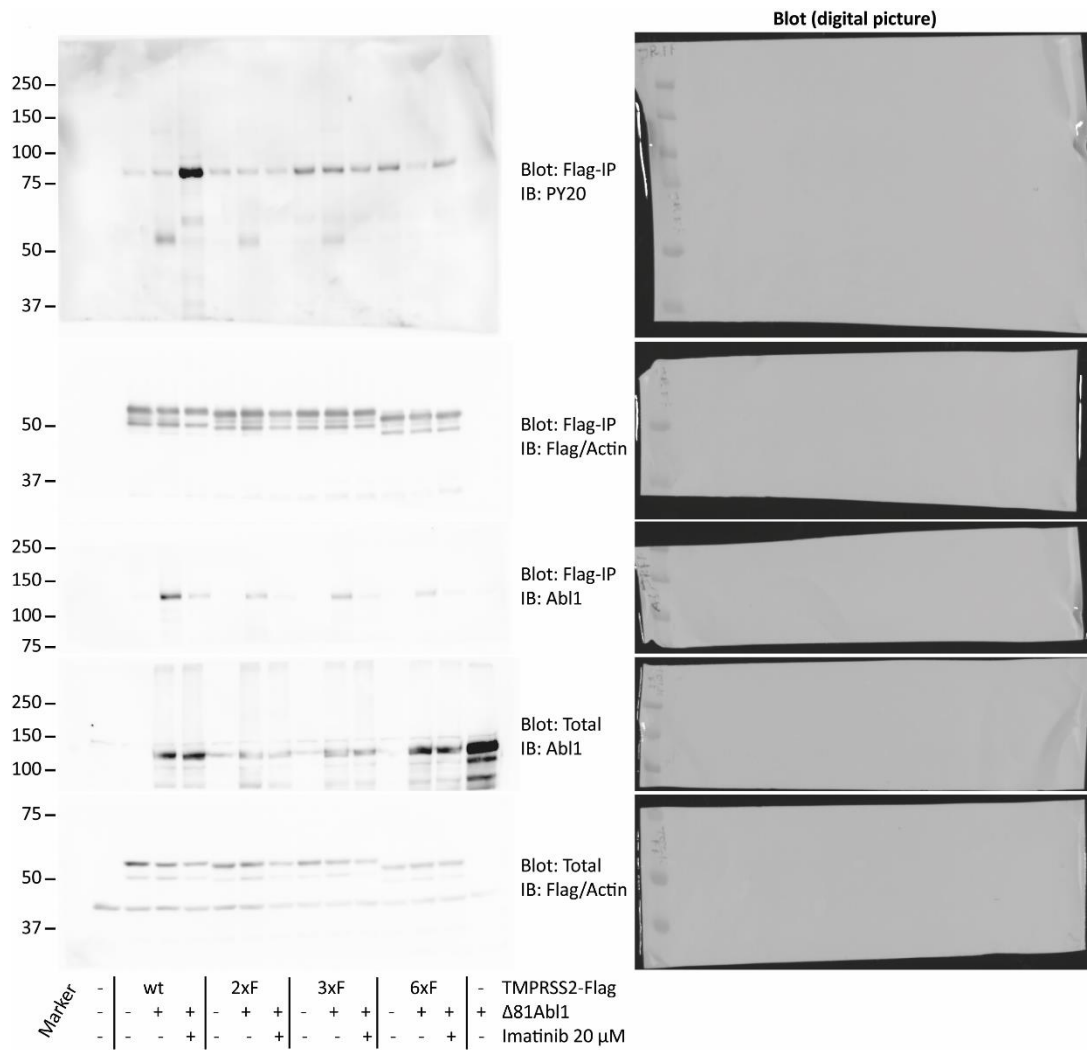 Blot (digital picture)
250
150
100
75
50
37
Blot: Flag-IP
IB: PY20
50
37
Blot: Flag-IP
IB: Flag/Actin
250
150
100
75
Blot: Flag-IP
IB: Abl1
250
150
100
Blot: Total
IB: Abl1
75
50
37
Blot: Total
IB: Flag/Actin
Marker
- wt 2xF 3xF 6xF - TMPRSS2-Flag
- - + + - + + - + + - + + + Δ81Abl1
- - - + - - + - - + - - + - Imatinib 20 µM